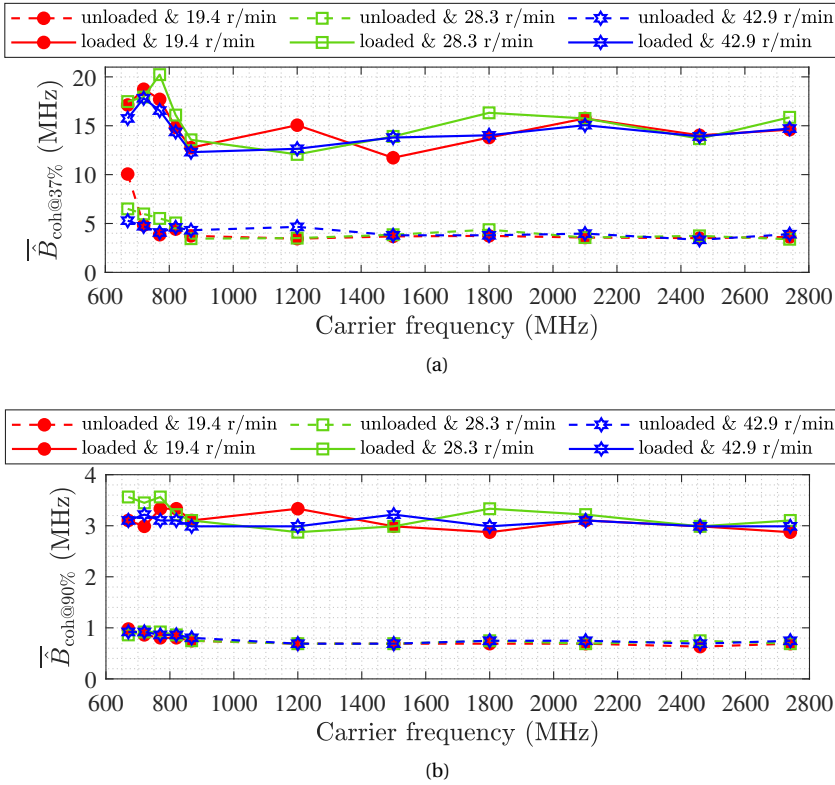 unloaded & 19.4 r/min unloaded & 28.3 r/min unloaded & 42.9 r/min
loaded & 19.4 r/min loaded & 28.3 r/min loaded & 42.9 r/min
20
15
10
5
0
B̂coh@37% (MHz)
600 800 1000 1200 1400 1600 1800 2000 2200 2400 2600 2800
Carrier frequency (MHz)
(a)
unloaded & 19.4 r/min unloaded & 28.3 r/min unloaded & 42.9 r/min
loaded & 19.4 r/min loaded & 28.3 r/min loaded & 42.9 r/min
4
3
2
1
0
B̂coh@90% (MHz)
600 800 1000 1200 1400 1600 1800 2000 2200 2400 2600 2800
Carrier frequency (MHz)
(b)